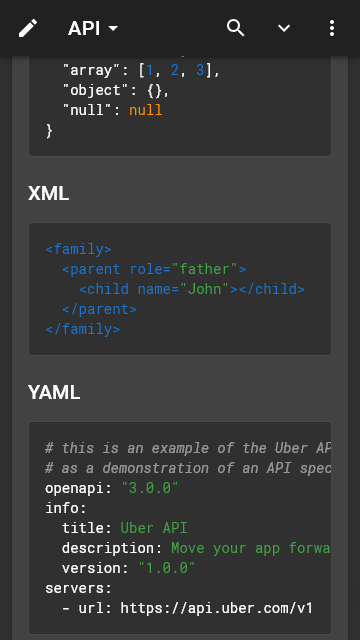 API
"array": [1, 2, 3],
"object": {},
"null": null
}
XML
<family>
<parent role="father">
<child name="John"></child>
</parent>
</family>
YAML
# this is an example of the Uber AP
# as a demonstration of an API spec
openapi: "3.0.0"
info:
title: Uber API
description: Move your app forwa
version: "1.0.0"
servers:
- url: https://api.uber.com/v1